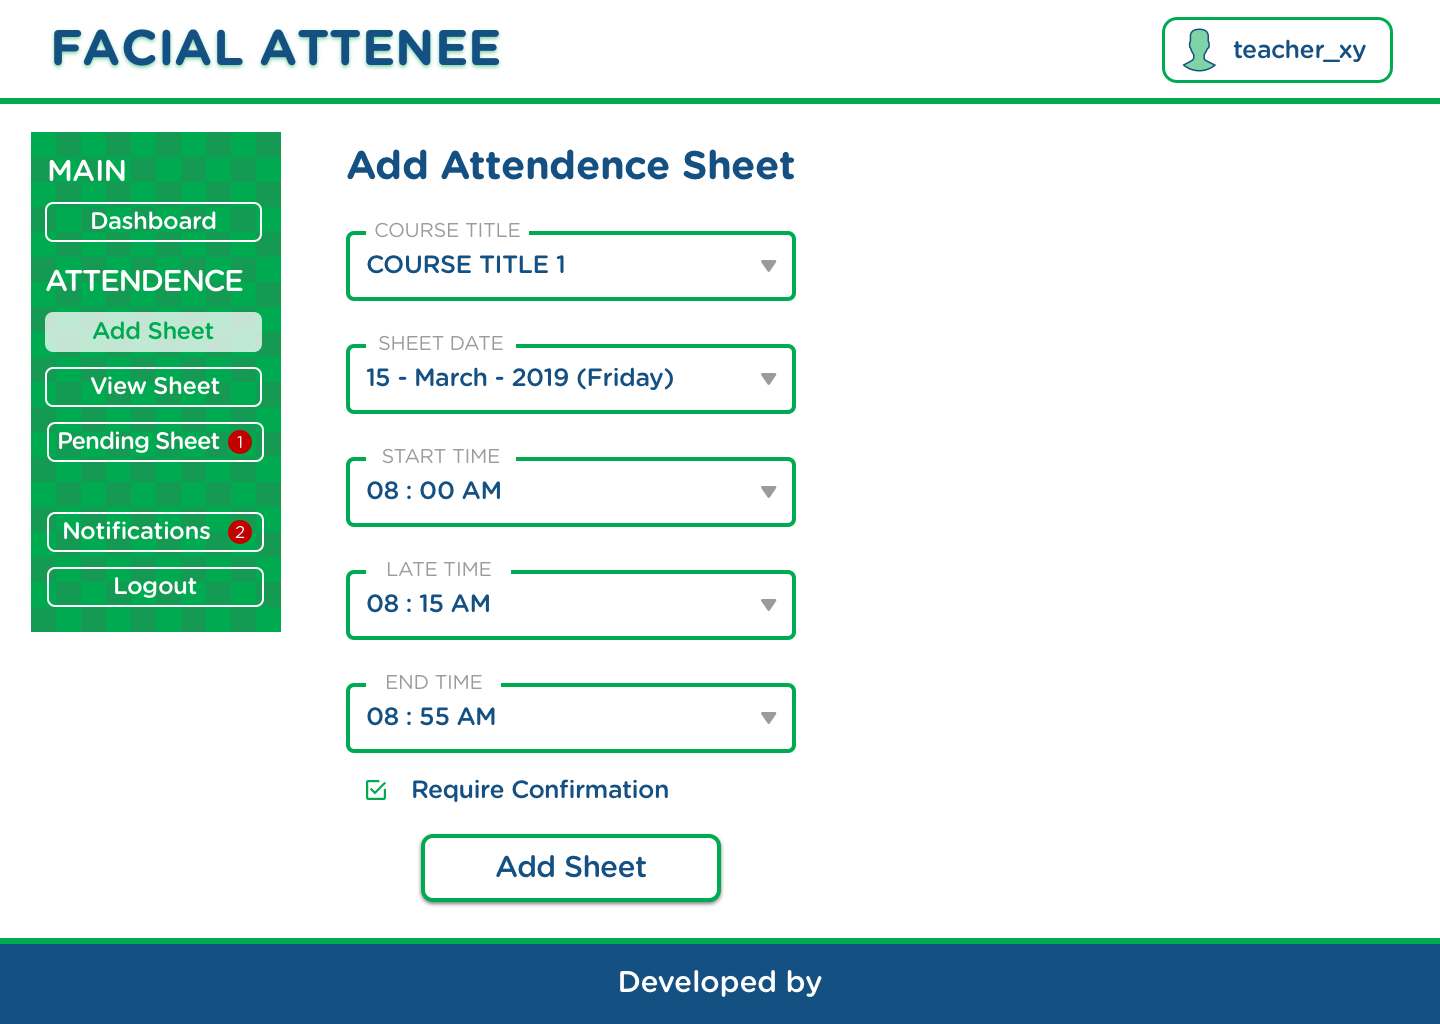 FACIAL ATTENEE
teacher_xy
MAIN
Dashboard
ATTENDENCE
Add Sheet
View Sheet
Pending Sheet 1
Notifications 2
Logout
Add Attendence Sheet
COURSE TITLE
COURSE TITLE 1
SHEET DATE
15 - March - 2019 (Friday)
START TIME
08 : 00 AM
LATE TIME
08 : 15 AM
END TIME
08 : 55 AM
Require Confirmation
Add Sheet
Developed by